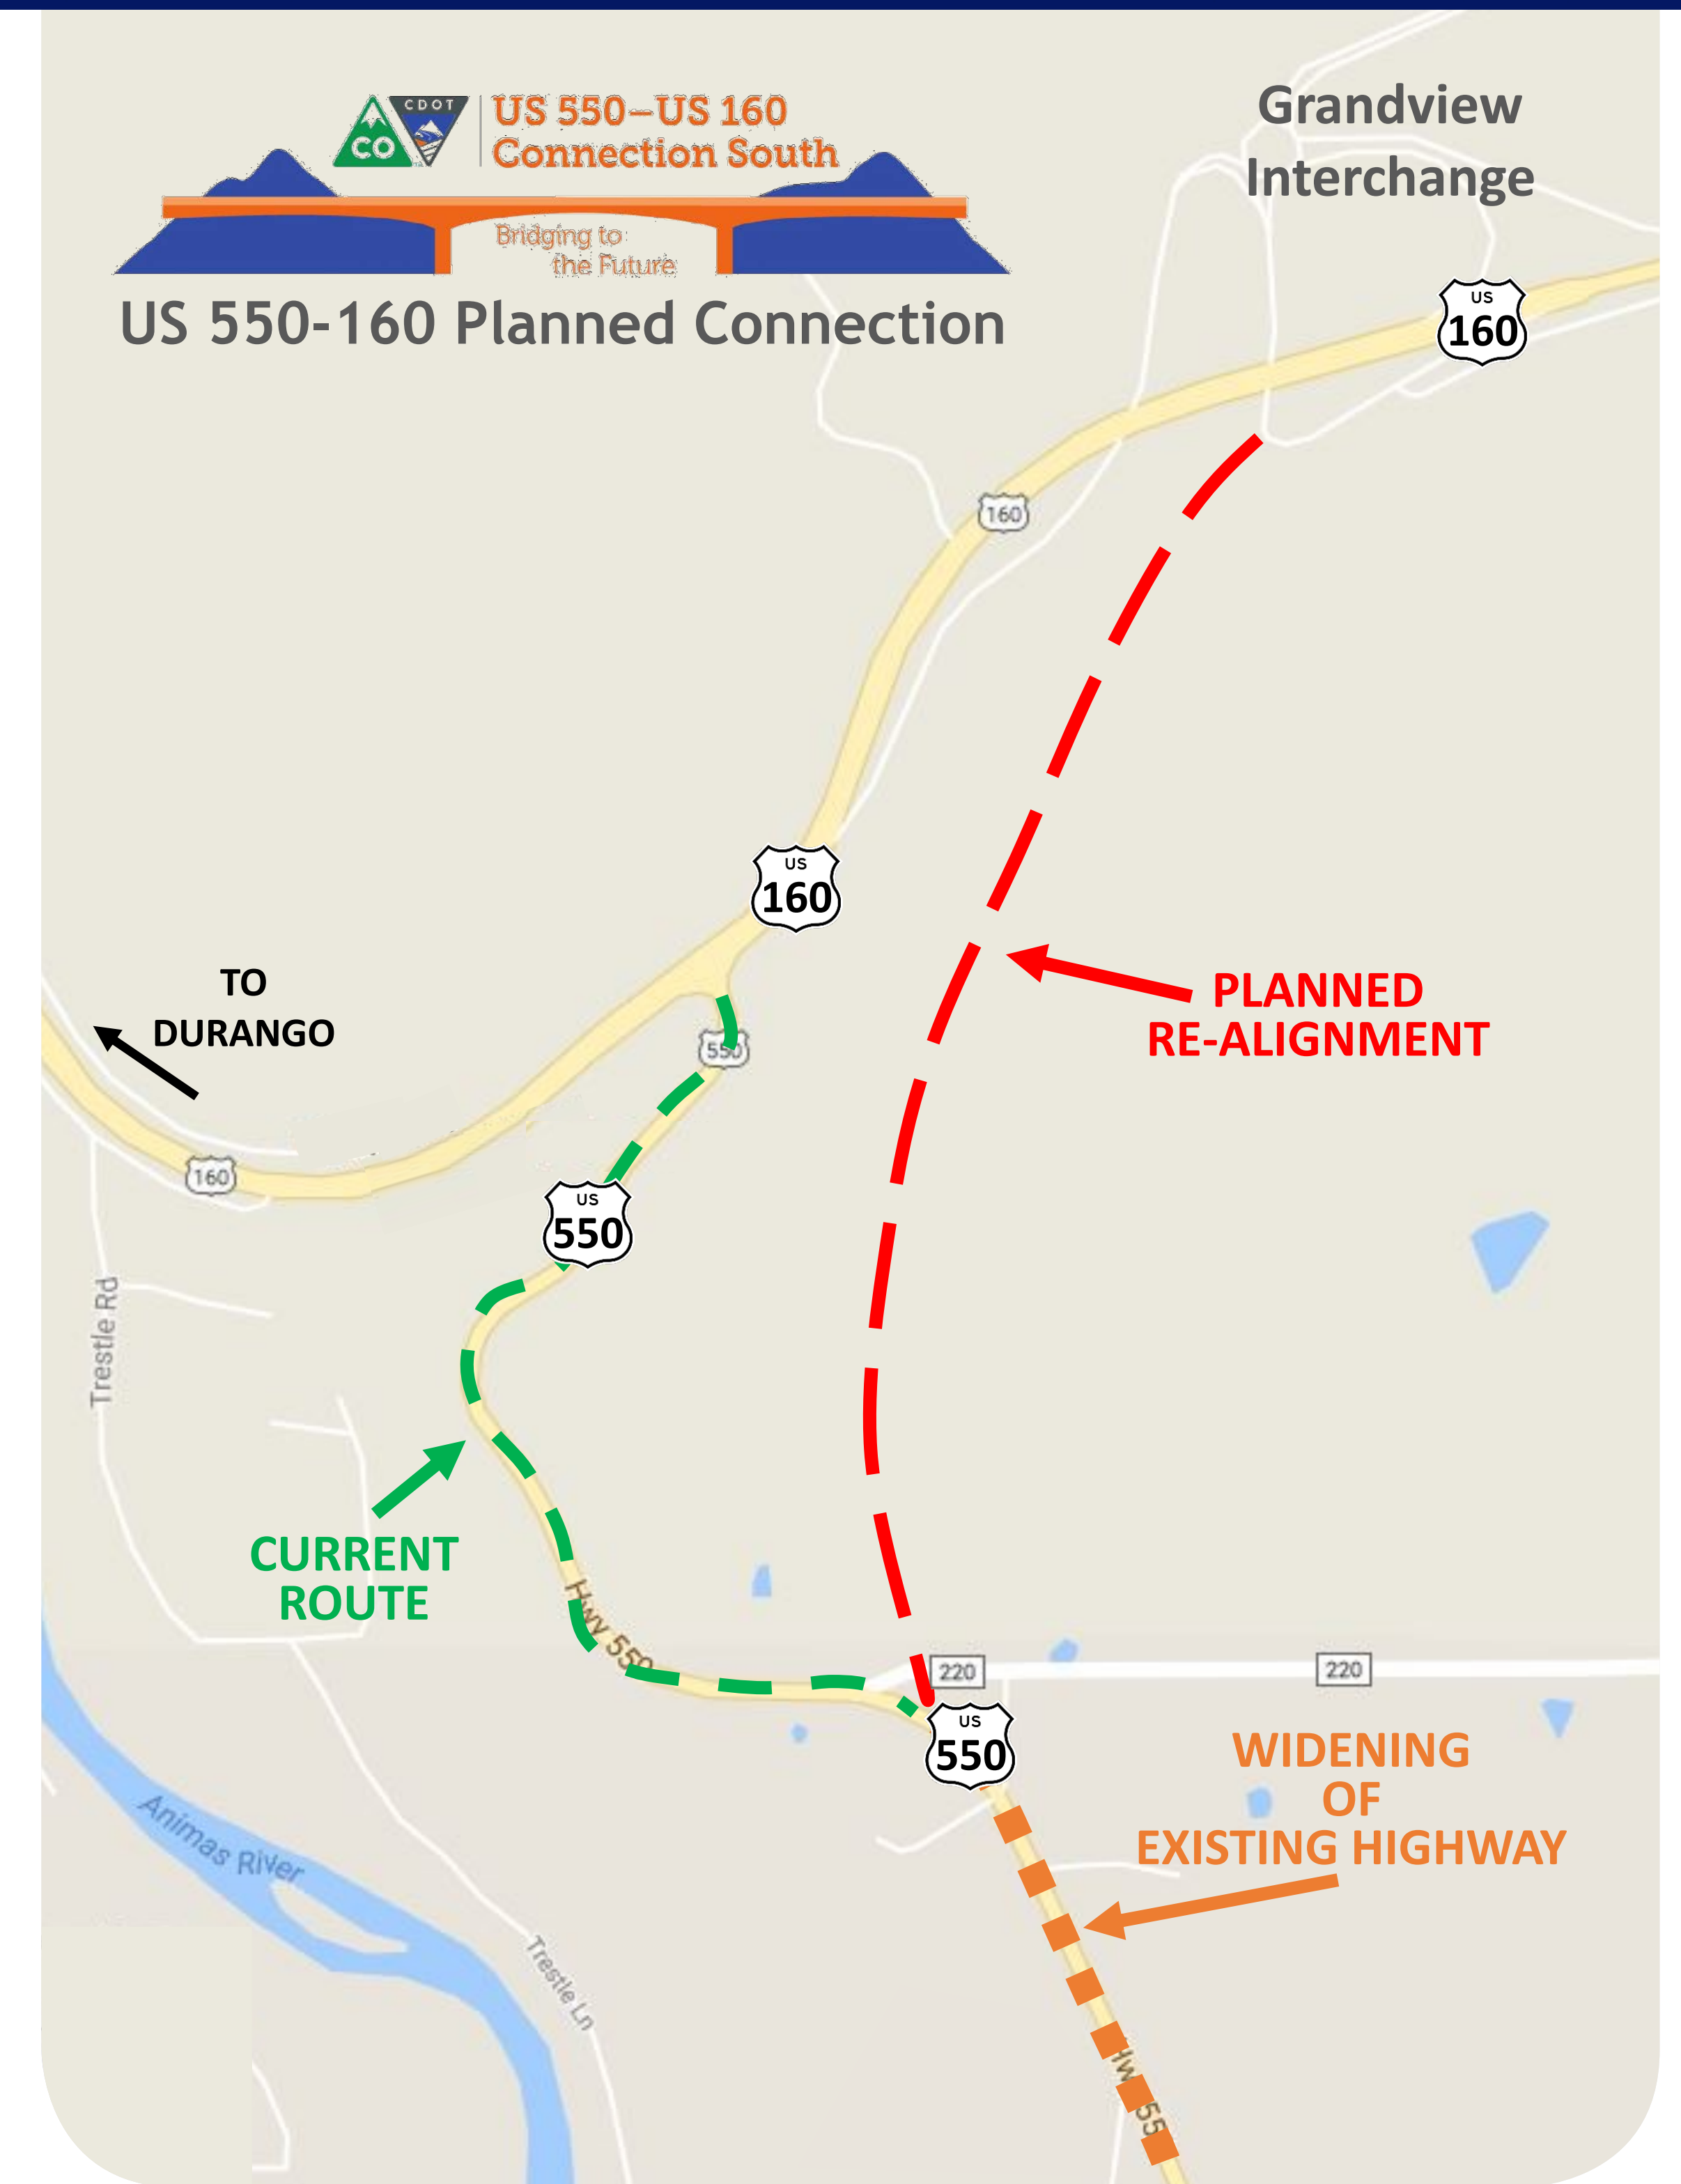 CO
CDOT
US 550–US 160
Connection South
Bridging to
the Future
US 550-160 Planned Connection
Grandview
Interchange
US
160
160
US
160
TO
DURANGO
PLANNED
RE-ALIGNMENT
550
160
US
550
Trestle Rd
CURRENT
ROUTE
Hwy 550
220
220
US
550
WIDENING
OF
EXISTING HIGHWAY
Animas River
Trestle Ln
Hw 55